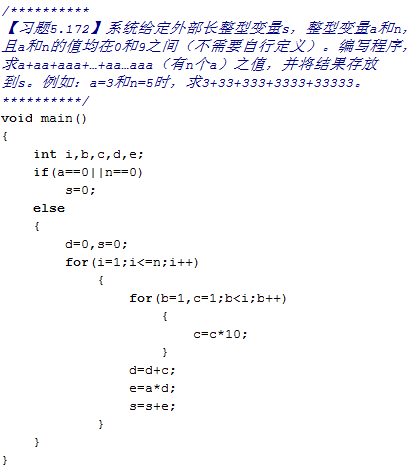 /**********
【习题5.172】系统给定外部长整型变量s，整型变量a和n，
且a和n的值均在0和9之间（不需要自行定义）。编写程序，
求a+aa+aaa+…+aa…aaa（有n个a）之值，并将结果存放
到s。例如：a=3和n=5时，求3+33+333+3333+33333。
**********/
void main()
{
    int i,b,c,d,e;
    if(a==0||n==0)
        s=0;
    else
    {
        d=0,s=0;
        for(i=1;i<=n;i++)
            {
                for(b=1,c=1;b<i;b++)
                    {
                        c=c*10;
                    }
                d=d+c;
                e=a*d;
                s=s+e;
            }
    }
}